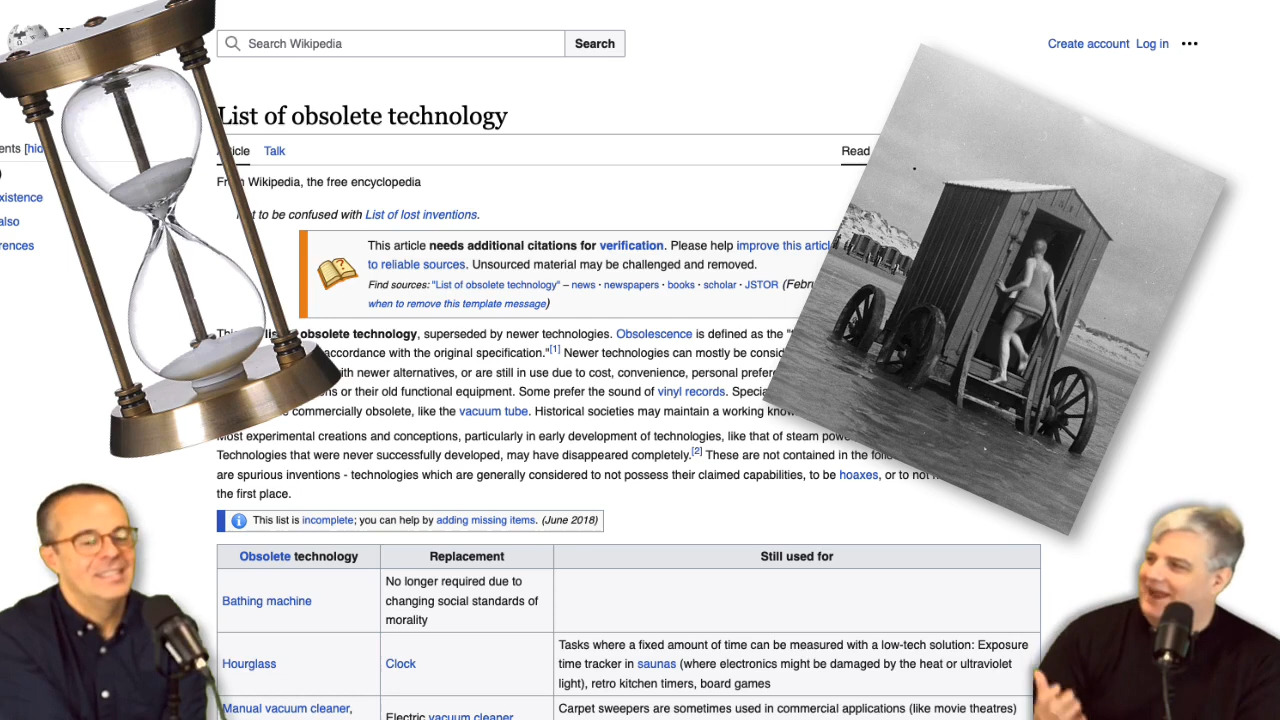 Search Wikipedia
Search
Create account Log in •••
List of obsolete technology
ents [hid
Talk
Read
xistence
also
rences
From Wikipedia, the free encyclopedia
to be confused with List of lost inventions.
This article needs additional citations for verification. Please help improve this articl
to reliable sources. Unsourced material may be challenged and removed.
Find sources: "List of obsolete technology" – news · newspapers · books · scholar · JSTOR (Febru
when to remove this template message)
obsolete technology, superseded by newer technologies. Obsolescence is defined as the
accordance with the original specification."[1] Newer technologies can mostly be consid
with newer alternatives, or are still in use due to cost, convenience, personal prefer
or their old functional equipment. Some prefer the sound of vinyl records. Specia
commercially obsolete, like the vacuum tube. Historical societies may maintain a working know
Most experimental creations and conceptions, particularly in early development of technologies, like that of steam powe
Technologies that were never successfully developed, may have disappeared completely.[2] These are not contained in the follo
are spurious inventions - technologies which are generally considered to not possess their claimed capabilities, to be hoaxes, or to not
the first place.
This list is incomplete; you can help by adding missing items. (June 2018)
Obsolete technology Replacement Still used for
Bathing machine
No longer required due to
changing social standards of
morality
Hourglass
Clock
Tasks where a fixed amount of time can be measured with a low-tech solution: Exposure
time tracker in saunas (where electronics might be damaged by the heat or ultraviolet
light), retro kitchen timers, board games
Manual vacuum cleaner,
Electric vacuum cleaner
Carpet sweepers are sometimes used in commercial applications (like movie theatres)